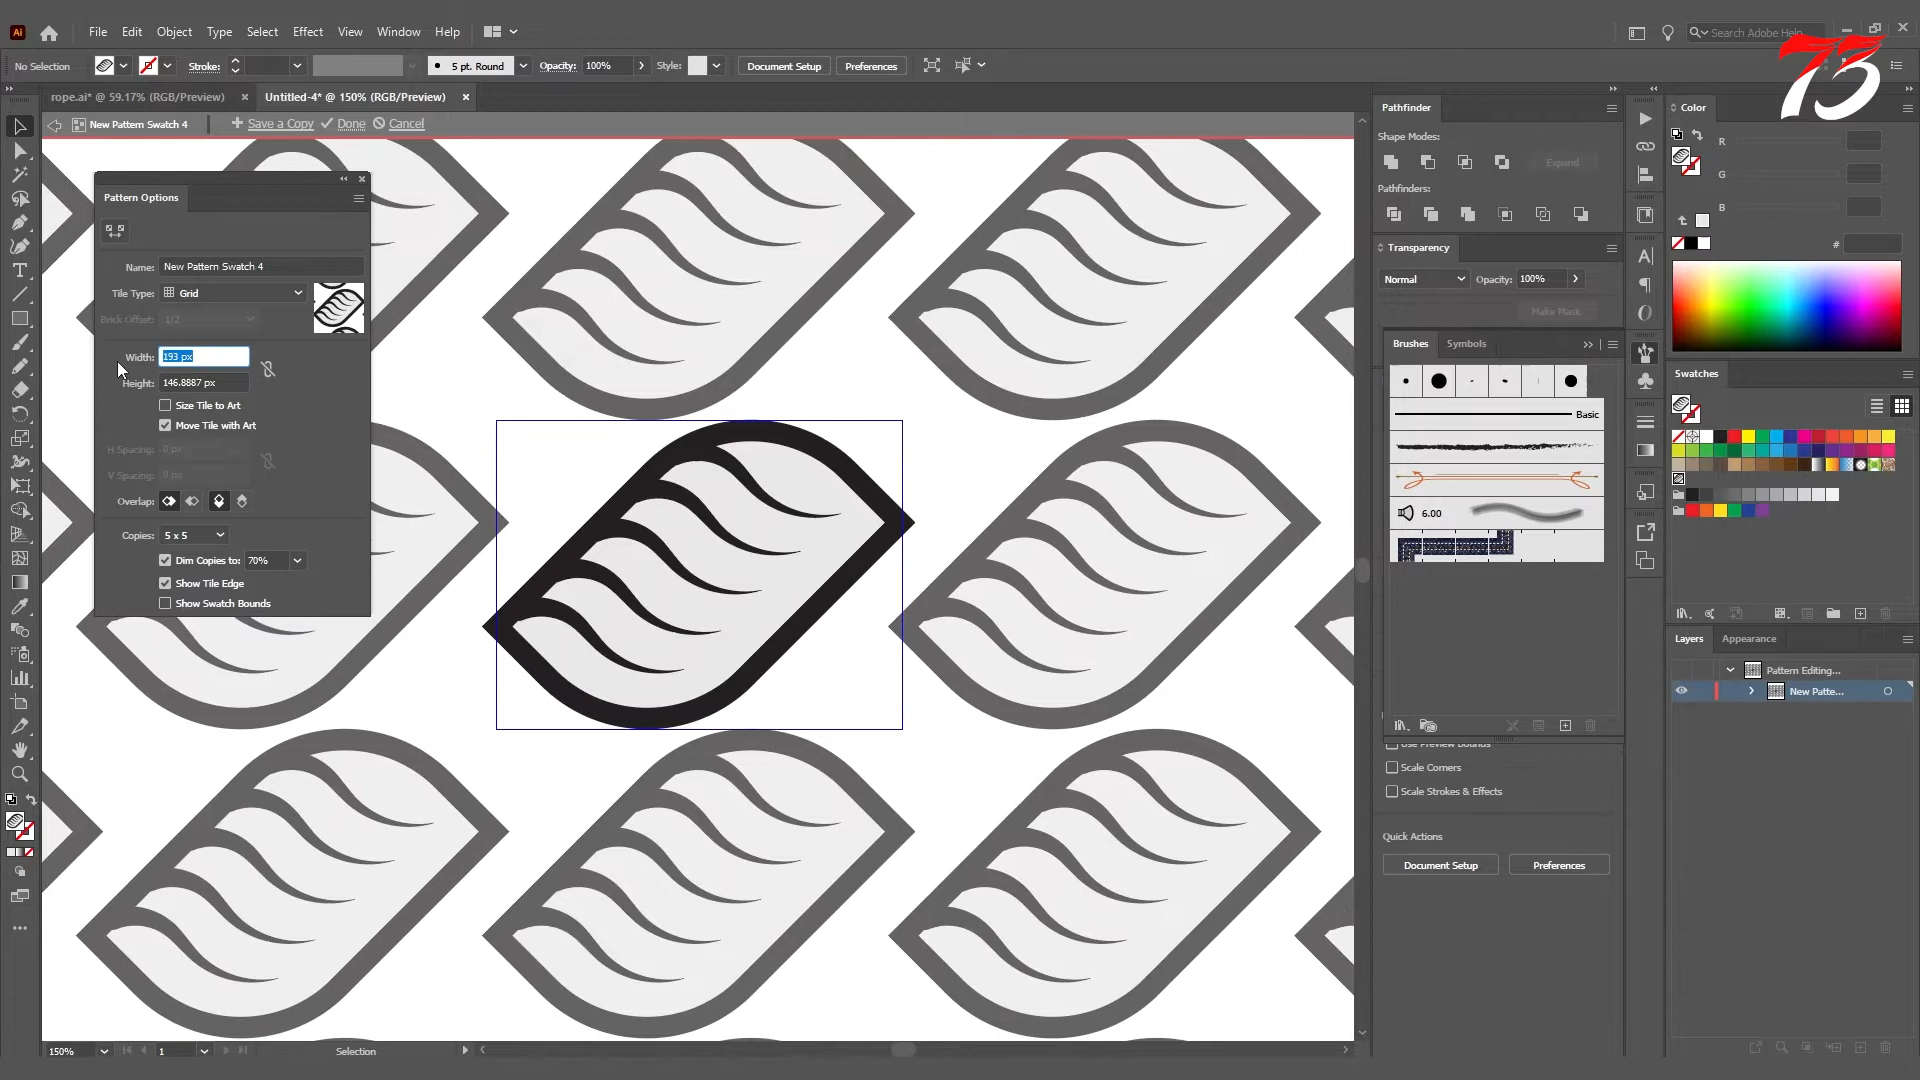 Ai File Edit Object Type Select Effect View Window Help Search Adobe Help
No Selection Stroke: 5 pt. Round Opacity: 100% Style: Document Setup Preferences
73
rope.ai* @ 59.17% (RGB/Preview) × Untitled-4* @ 150% (RGB/Preview) ×
New Pattern Swatch 4 + Save a Copy Done Cancel
Pattern Options
Name: New Pattern Swatch 4
Tile Type: Grid
Brick Offset: 1/2
Width: 193 px
Height: 146.8887 px
Size Tile to Art
Move Tile with Art
H Spacing: 0 px
V Spacing: 0 px
Overlap:
Copies: 5 x 5
Dim Copies to: 70%
Show Tile Edge
Show Swatch Bounds
Pathfinder
Shape Modes:
Expand
Pathfinders:
Transparency
Normal Opacity: 100%
Make Mask
Brushes Symbols
Basic
6.00
Use Preview Bounds
Scale Corners
Scale Strokes & Effects
Quick Actions
Document Setup Preferences
Color
R
G
B
#
Swatches
Layers Appearance
Pattern Editing...
New Patte...
150% 1 Selection